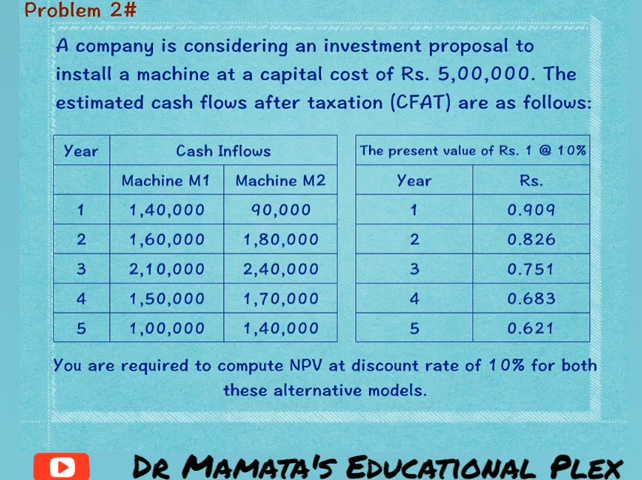 Problem 2#
A company is considering an investment proposal to
install a machine at a capital cost of Rs. 5,00,000. The
estimated cash flows after taxation (CFAT) are as follows:
Year Cash Inflows
Machine M1 Machine M2
1 1,40,000 90,000
2 1,60,000 1,80,000
3 2,10,000 2,40,000
4 1,50,000 1,70,000
5 1,00,000 1,40,000
The present value of Rs. 1 @ 10%
Year Rs.
1 0.909
2 0.826
3 0.751
4 0.683
5 0.621
You are required to compute NPV at discount rate of 10% for both
these alternative models.
DR MAMATA'S EDUCATIONAL PLEX